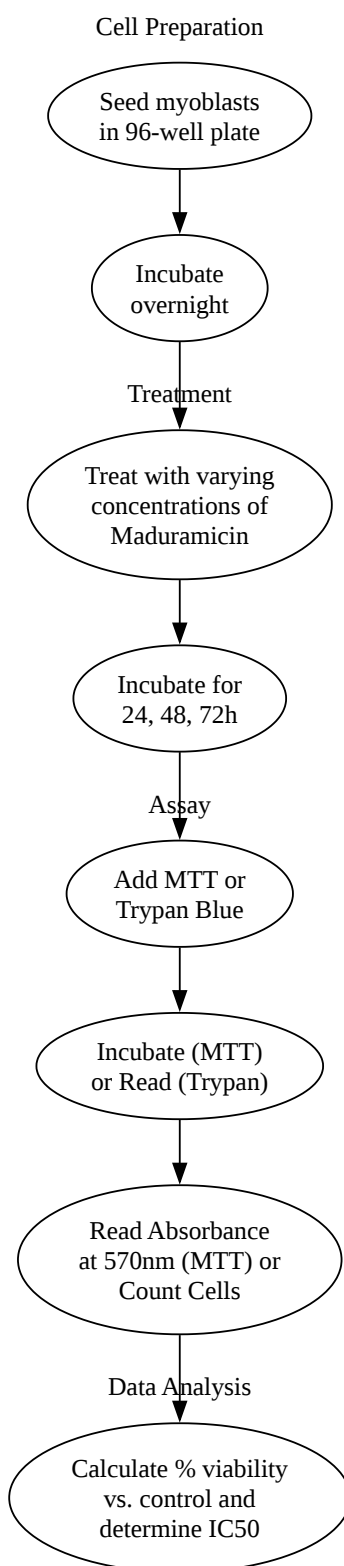 Cell Preparation
Seed myoblasts
in 96-well plate
Incubate
overnight
Treatment
Treat with varying
concentrations of
Maduramicin
Incubate for
24, 48, 72h
Assay
Add MTT or
Trypan Blue
Incubate (MTT)
or Read (Trypan)
Read Absorbance
at 570nm (MTT) or
Count Cells
Data Analysis
Calculate % viability
vs. control and
determine IC50